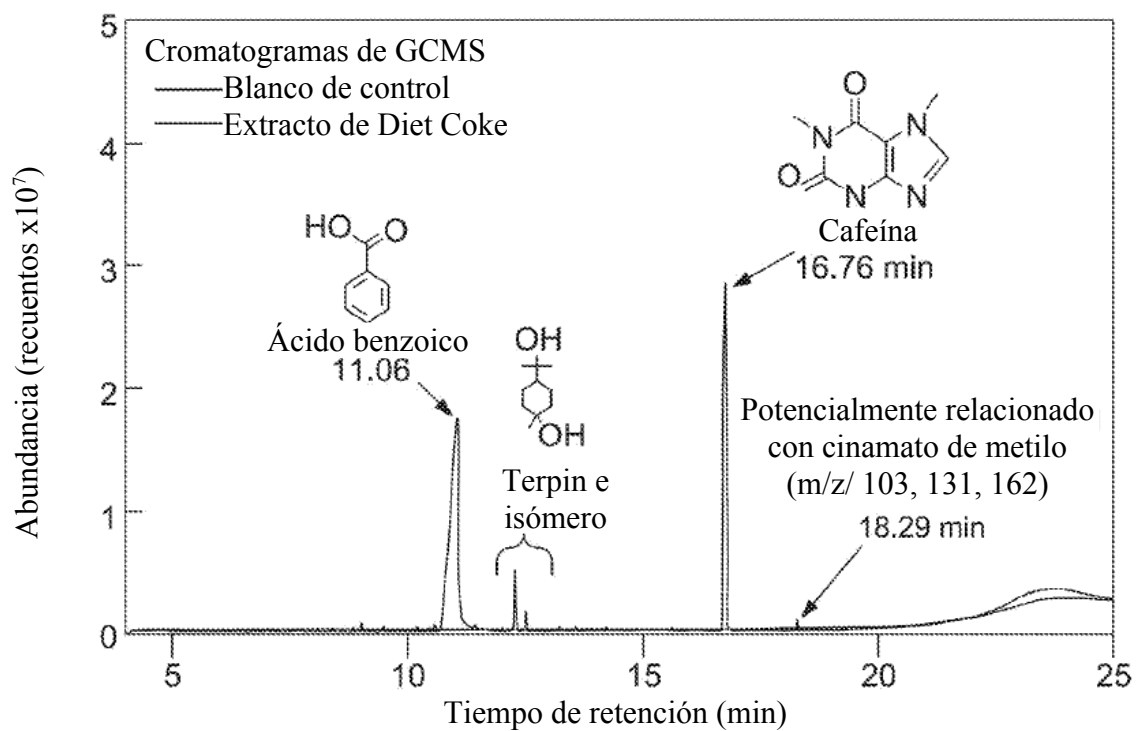 Cromatogramas de GCMS
Blanco de control
Extracto de Diet Coke
Abundancia (recuentos x10⁷)
5
4
3
2
1
0
HO
O
Ácido benzoico
11.06
OH
OH
Terpin e
isómero
O
N
N
O
N
N
Cafeína
16.76 min
Potencialmente relacionado
con cinamato de metilo
(m/z/ 103, 131, 162)
18.29 min
5
10
15
20
25
Tiempo de retención (min)